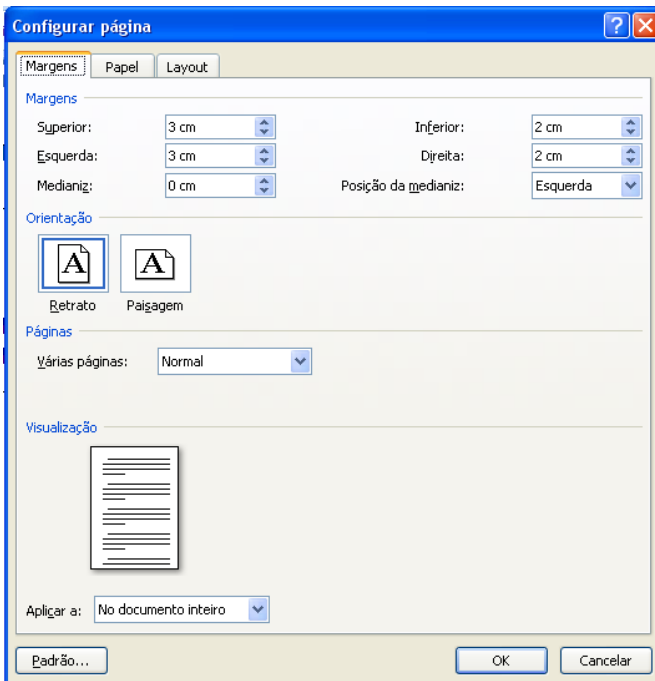 Configurar página
Margens Papel Layout
Margens
Superior: 3 cm Inferior: 2 cm
Esquerda: 3 cm Direita: 2 cm
Medianiz: 0 cm Posição da medianiz: Esquerda
Orientação
A A
Retrato Paisagem
Páginas
Várias páginas: Normal
Visualização
Aplicar a: No documento inteiro
Padrão... OK Cancelar